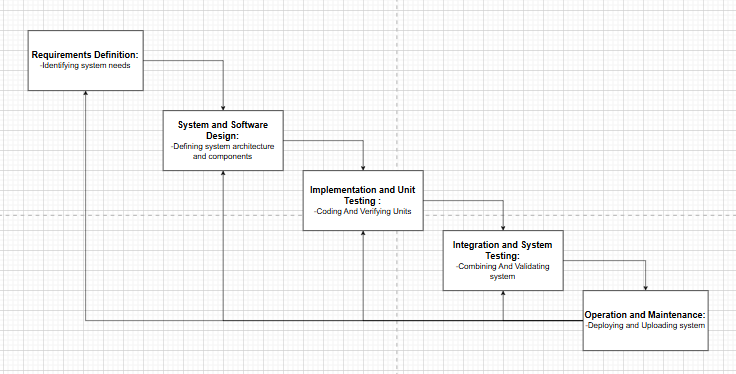 Requirements Definition:
-Identifying system needs
System and Software
Design:
-Defining system architecture
and components
Implementation and Unit
Testing :
-Coding And Verifying Units
Integration and System
Testing:
-Combining And Validating
system
Operation and Maintenance:
-Deploying and Uploading system